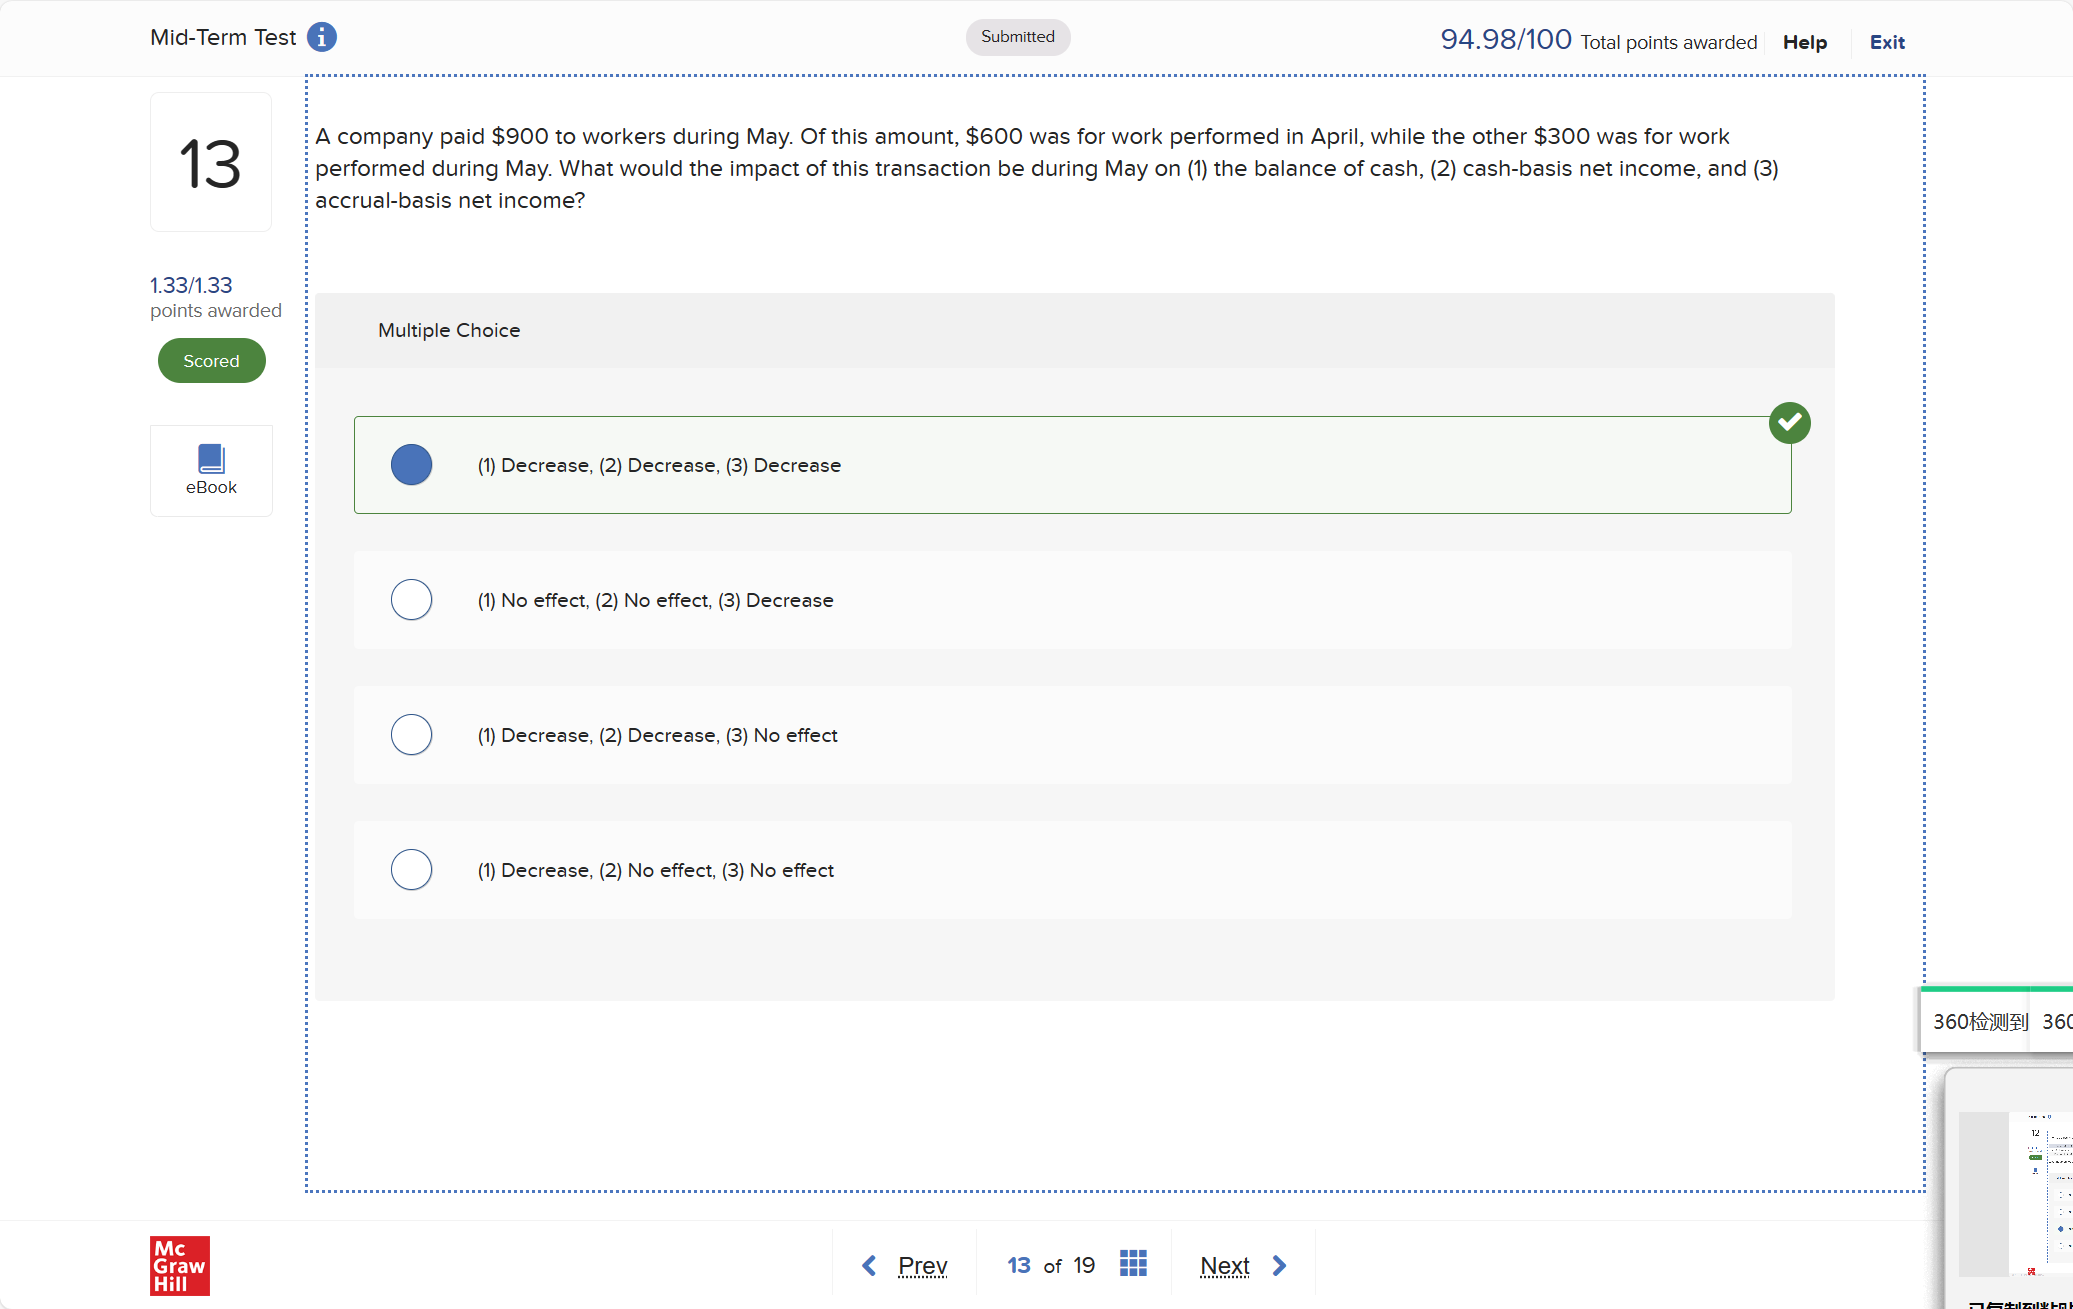 Mid-Term Test
Submitted
94.98/100 Total points awarded
Help
Exit
13
1.33/1.33
points awarded
Scored
eBook
A company paid $900 to workers during May. Of this amount, $600 was for work performed in April, while the other $300 was for work
performed during May. What would the impact of this transaction be during May on (1) the balance of cash, (2) cash-basis net income, and (3)
accrual-basis net income?
Multiple Choice
(1) Decrease, (2) Decrease, (3) Decrease
(1) No effect, (2) No effect, (3) Decrease
(1) Decrease, (2) Decrease, (3) No effect
(1) Decrease, (2) No effect, (3) No effect
360检测到 360
12
Mc
Graw
Hill
Prev
13 of 19
Next